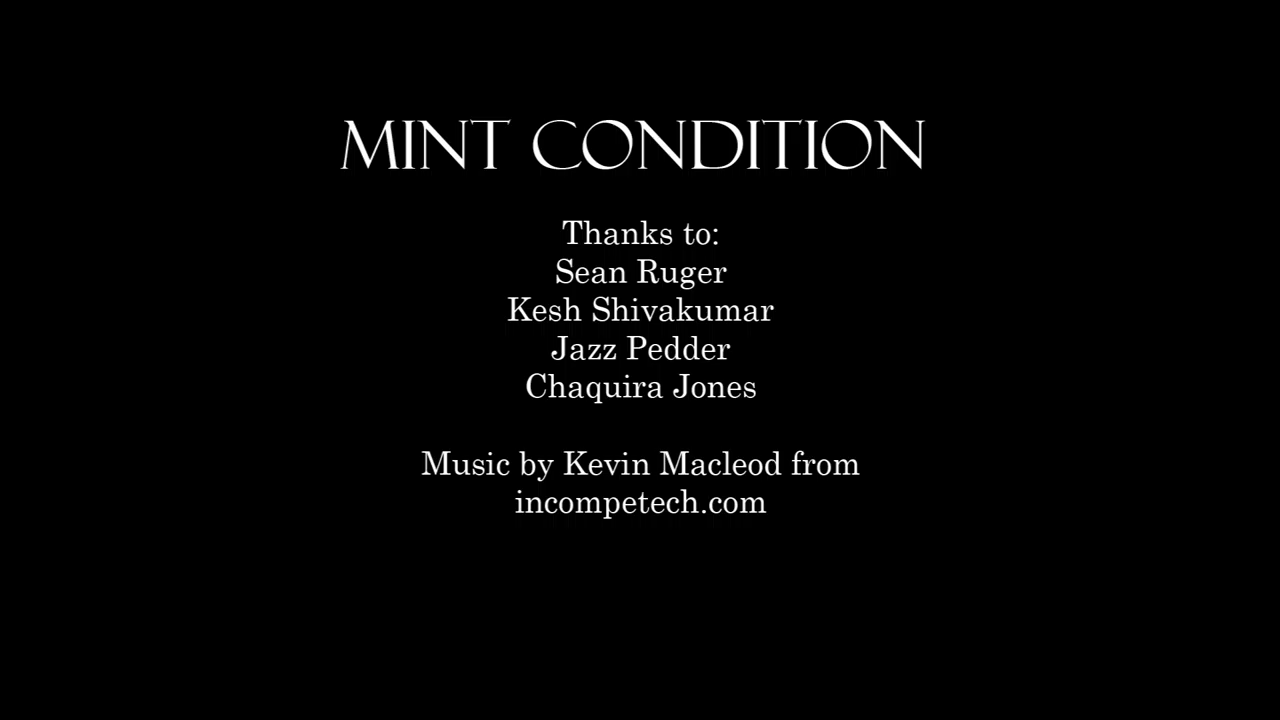 MINT CONDITION
Thanks to:
Sean Ruger
Kesh Shivakumar
Jazz Pedder
Chaquira Jones
Music by Kevin Macleod from
incompetech.com